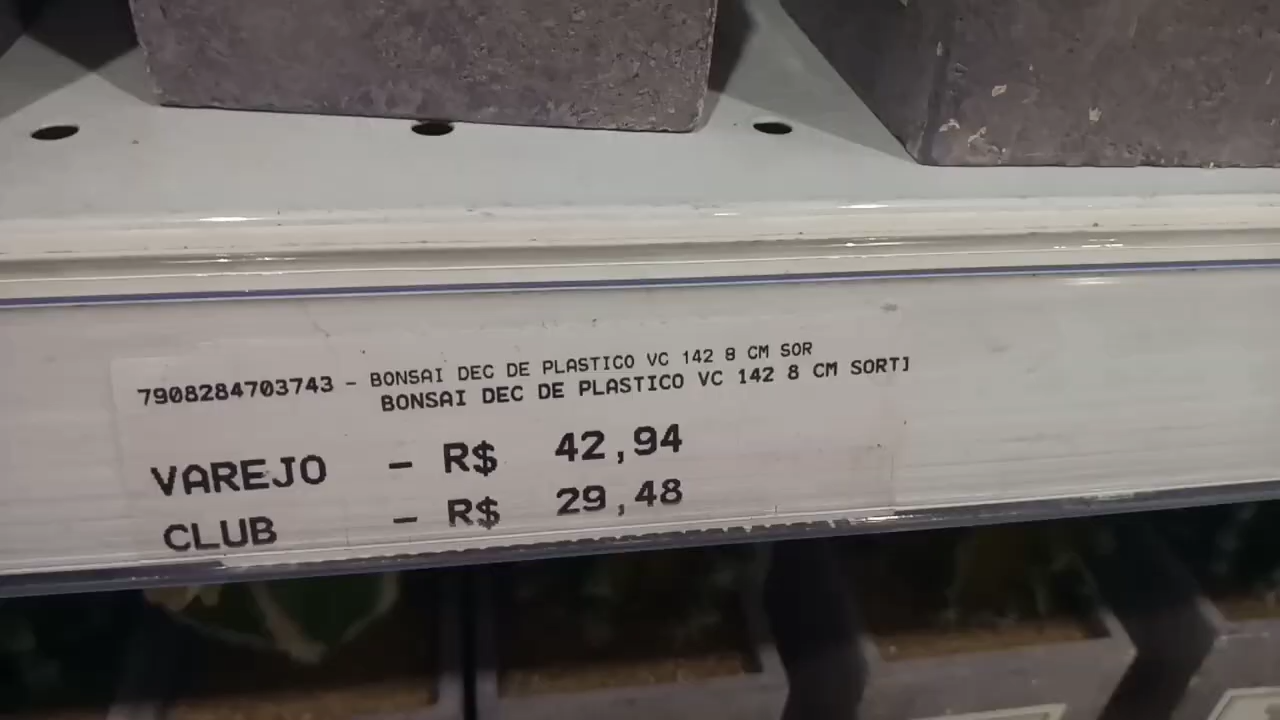 7908284703743 - BONSAI DEC DE PLASTICO VC 142 8 CM SOR
BONSAI DEC DE PLASTICO VC 142 8 CM SORTJ
VAREJO - R$ 42,94
CLUB - R$ 29,48